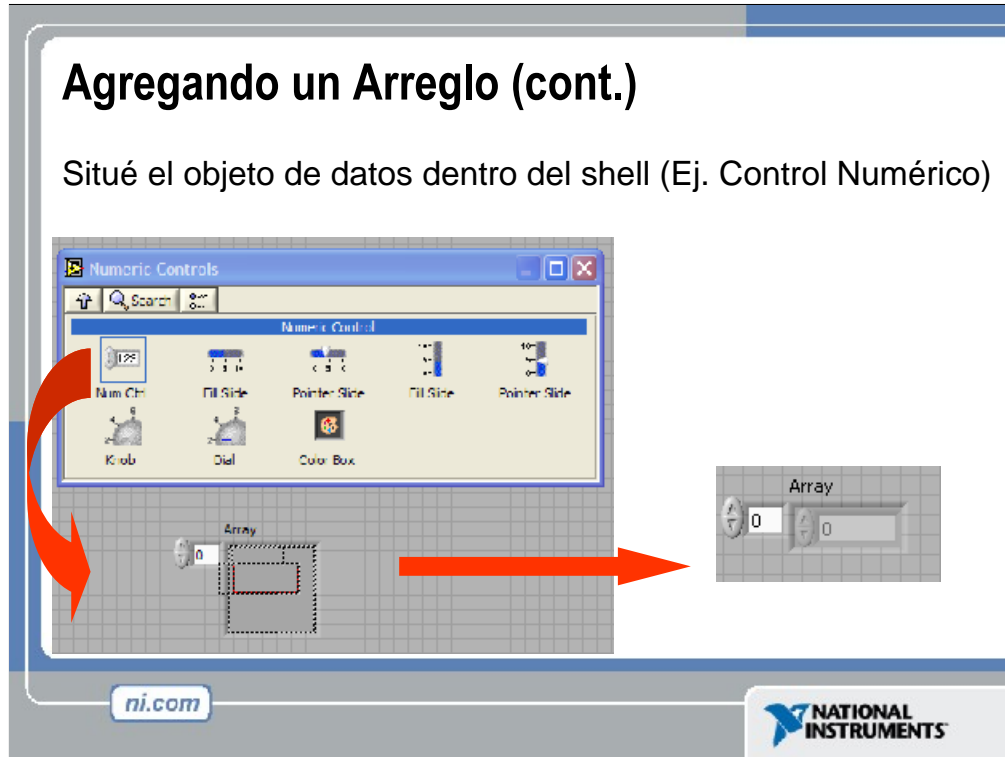 Agregando un Arreglo (cont.)
Situé el objeto de datos dentro del shell (Ej. Control Numérico)
Numeric Controls
Search
Numeric Control
Num Ctrl
Fill Slide
Pointer Slide
Fill Slide
Pointer Slide
Knob
Dial
Color Box
Array
0
Array
0
0
ni.com
NATIONAL
INSTRUMENTS